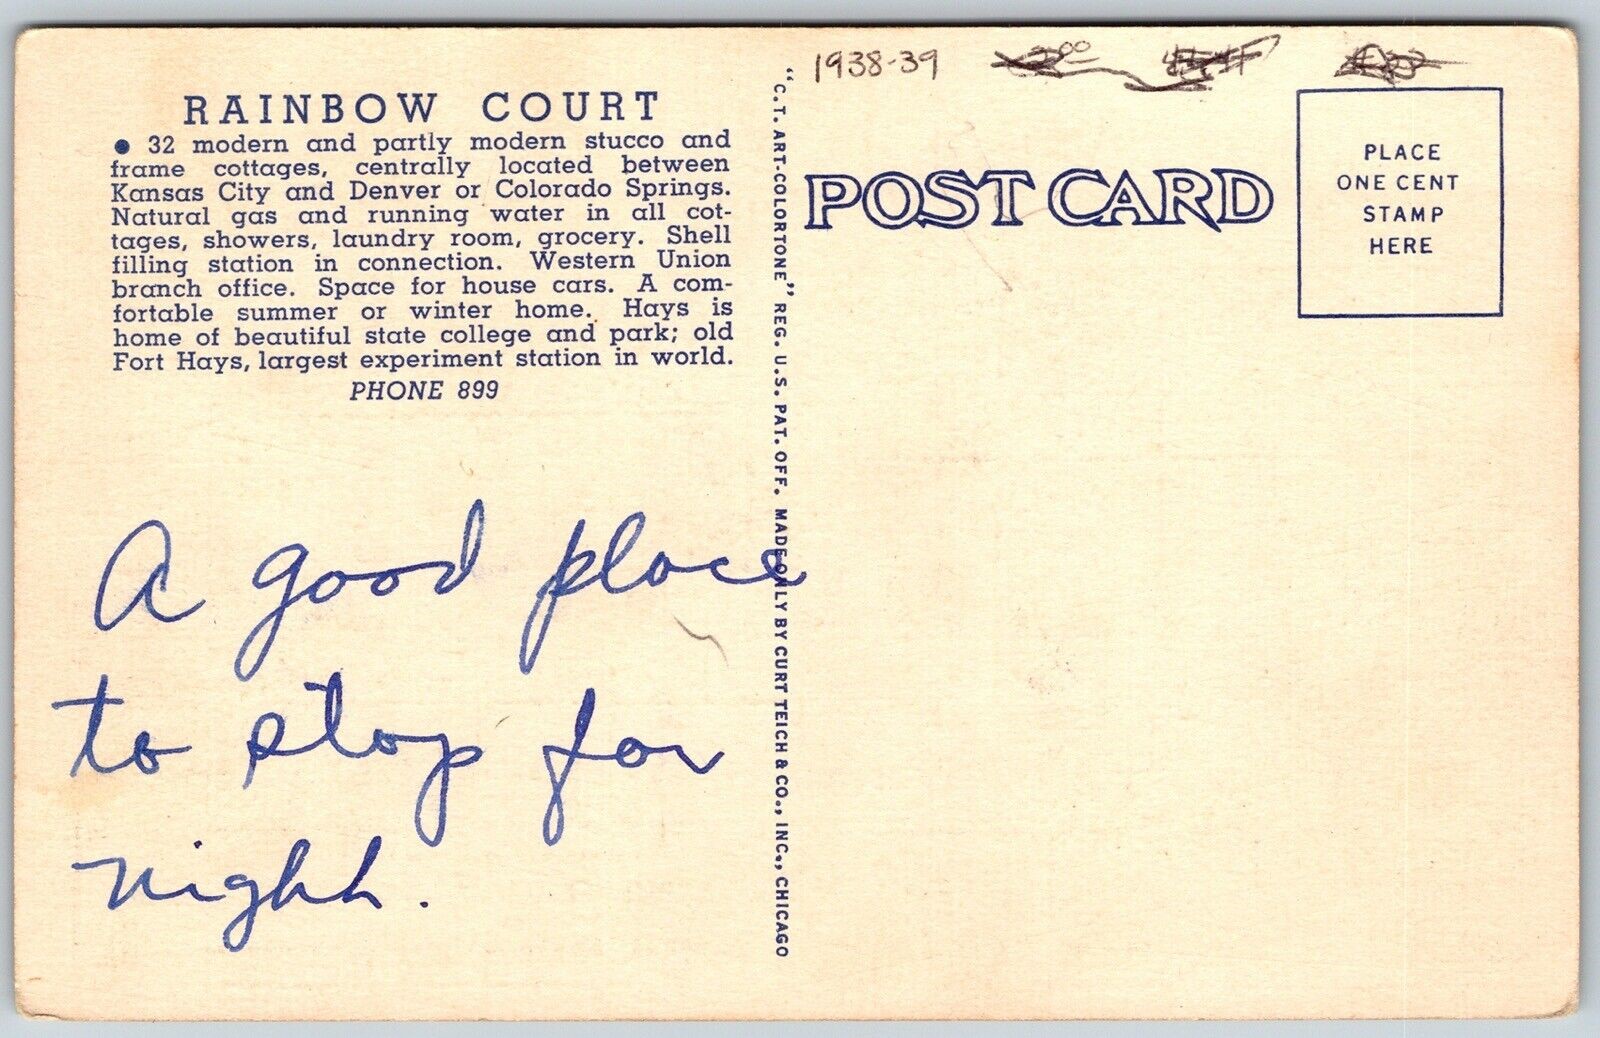 RAINBOW COURT
● 32 modern and partly modern stucco and
frame cottages, centrally located between
Kansas City and Denver or Colorado Springs.
Natural gas and running water in all cot-
tages, showers, laundry room, grocery. Shell
filling station in connection. Western Union
branch office. Space for house cars. A com-
fortable summer or winter home. Hays is
home of beautiful state college and park; old
Fort Hays, largest experiment station in world.
PHONE 899
A good place
to stop for
night.
"C.T. ART-COLORTONE" REG. U.S. PAT. OFF. MADE ONLY BY CURT TEICH & CO., INC., CHICAGO
1938-39
POST CARD
PLACE
ONE CENT
STAMP
HERE